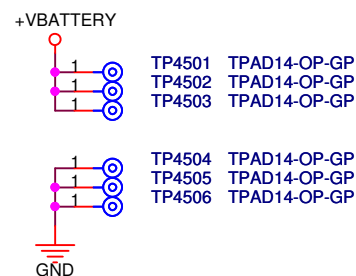 +VBATTERY
1 TP4501 TPAD14-OP-GP
1 TP4502 TPAD14-OP-GP
1 TP4503 TPAD14-OP-GP
1 TP4504 TPAD14-OP-GP
1 TP4505 TPAD14-OP-GP
1 TP4506 TPAD14-OP-GP
GND